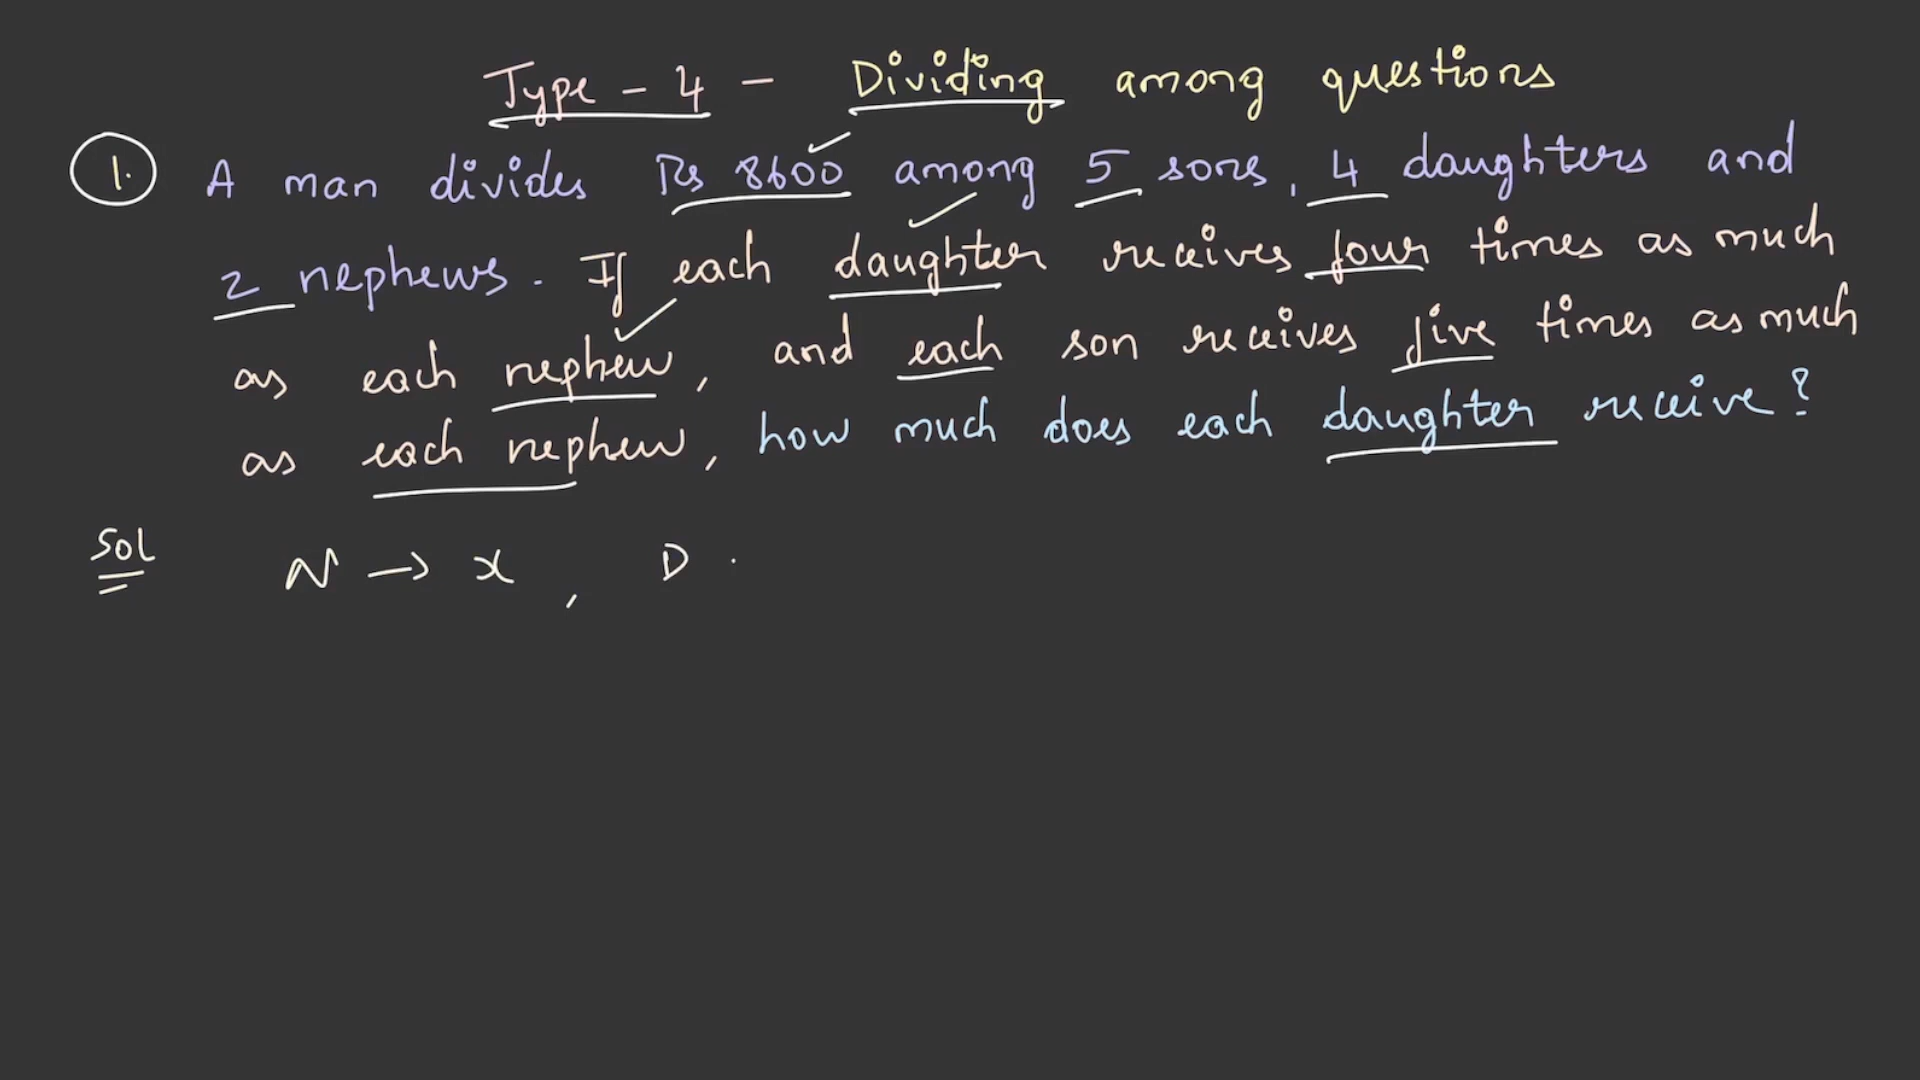 Type - 4 - Dividing among questions
1. A man divides Rs 8600 among 5 sons, 4 daughters and
2 nephews. If each daughter receives four times as much
as each nephew, and each son receives five times as much
as each nephew, how much does each daughter receive?
Sol N → x, D .